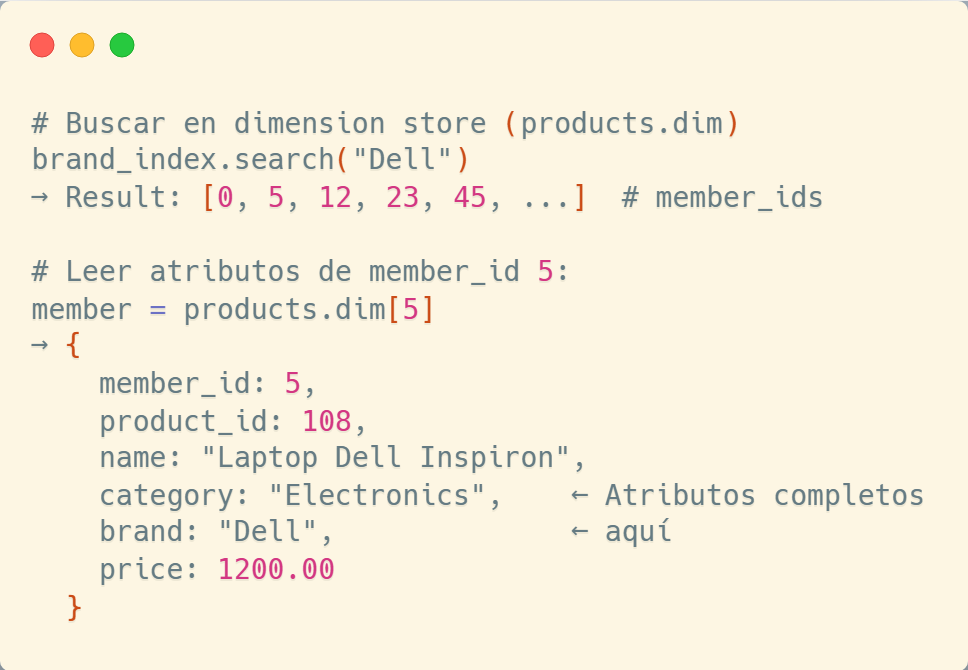 # Buscar en dimension store (products.dim)
brand_index.search("Dell")
→ Result: [0, 5, 12, 23, 45, ...]  # member_ids
# Leer atributos de member_id 5:
member = products.dim[5]
→ {
    member_id: 5,
    product_id: 108,
    name: "Laptop Dell Inspiron",
    category: "Electronics",    ← Atributos completos
    brand: "Dell",              ← aquí
    price: 1200.00
  }